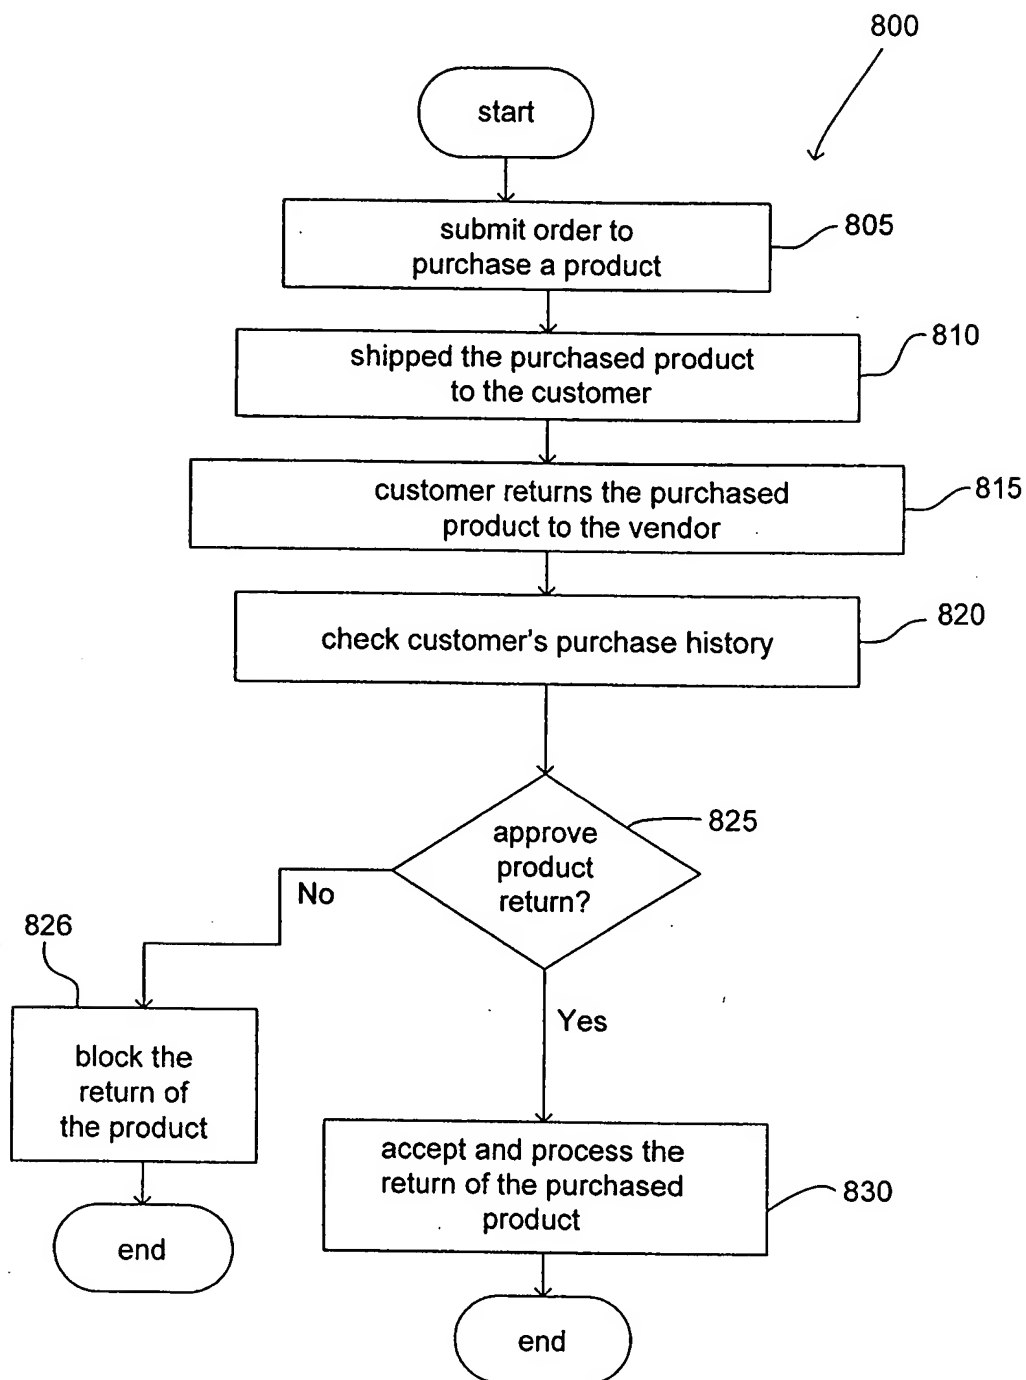 800
start
submit order to
purchase a product
805
shipped the purchased product
to the customer
810
customer returns the purchased
product to the vendor
815
check customer's purchase history
820
approve
product
return?
825
No
826
Yes
block the
return of
the product
accept and process the
return of the purchased
product
830
end
end